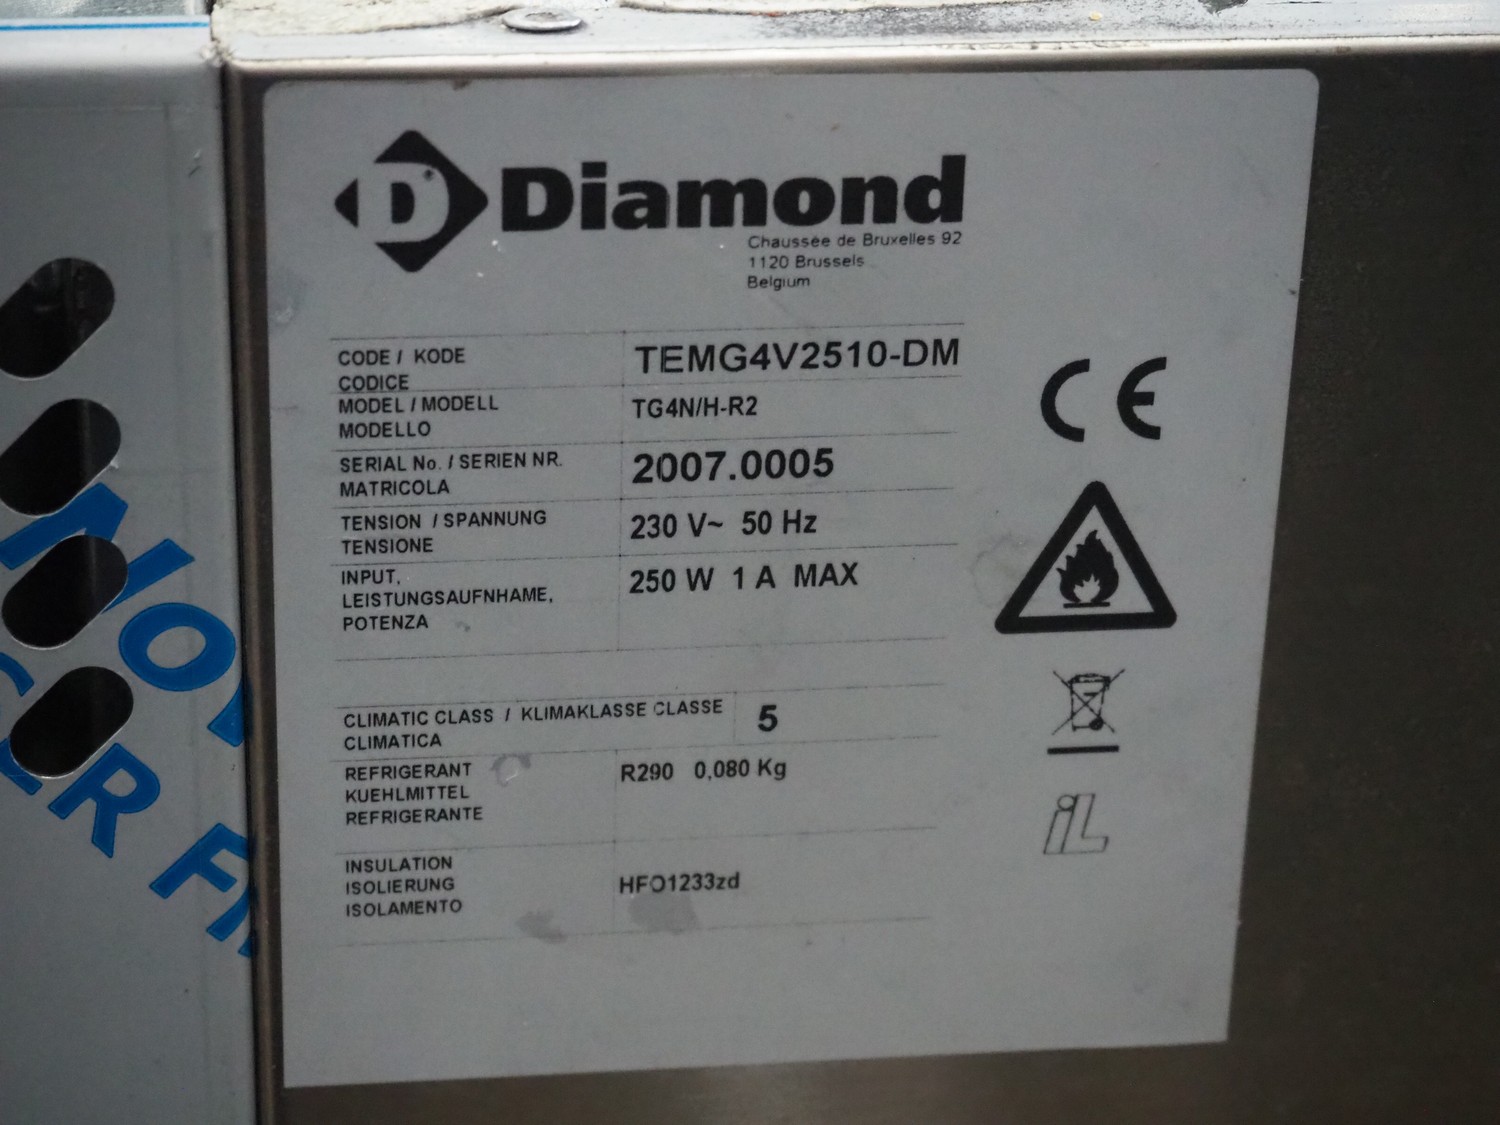 D Diamond
Chaussée de Bruxelles 92
1120 Brussels
Belgium
CODE / KODE
CODICE
TEMG4V2510-DM
MODEL / MODELL
MODELLO
TG4N/H-R2
SERIAL No. / SERIEN NR.
MATRICOLA
2007.0005
TENSION / SPANNUNG
TENSIONE
230 V~ 50 Hz
INPUT,
LEISTUNGSAUFNHAME,
POTENZA
250 W 1 A MAX
CLIMATIC CLASS / KLIMAKLASSE CLASSE
CLIMATICA
5
REFRIGERANT
KUEHLMITTEL
REFRIGERANTE
R290 0,080 Kg
INSULATION
ISOLIERUNG
ISOLAMENTO
HFO1233zd
CE
iL